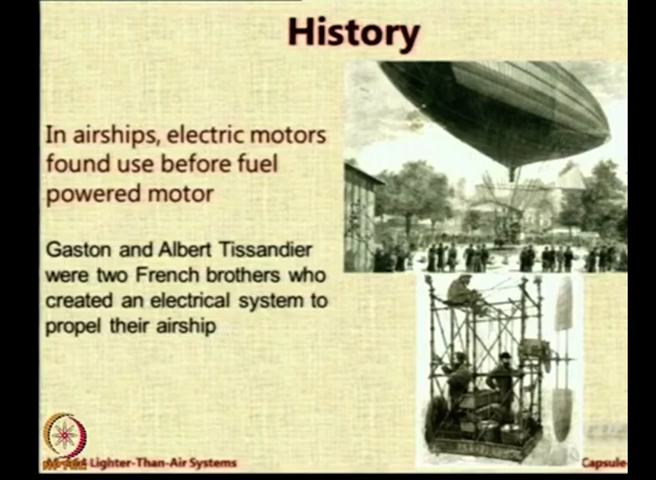 History
In airships, electric motors
found use before fuel
powered motor
Gaston and Albert Tissandier
were two French brothers who
created an electrical system to
propel their airship
Lighter-Than-Air Systems
Capsule-